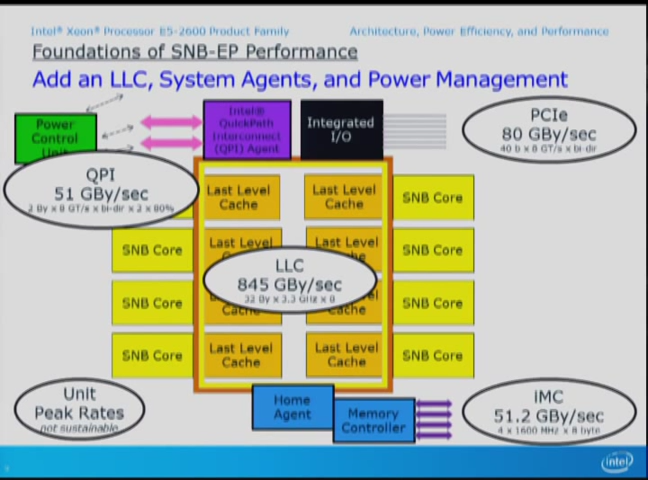 Intel® Xeon® Processor E5-2600 Product Family
Architecture, Power Efficiency, and Performance
Foundations of SNB-EP Performance
Add an LLC, System Agents, and Power Management
Power
Control
Unit
Intel®
QuickPath
Interconnect
(QPI) Agent
Integrated
I/O
PCIe
80 GBy/sec
40 b x 8 GT/s x bi-dir
QPI
51 GBy/sec
2 By x 8 GT/s x bi-dir x 2 x 80%
Last Level
Cache
Last Level
Cache
SNB Core
SNB Core
Last Level
Last Level
SNB Core
LLC
845 GBy/sec
32 By x 3.3 GHz x 8
SNB Core
Cache
Cache
SNB Core
SNB Core
Last Level
Cache
Last Level
Cache
SNB Core
Unit
Peak Rates
not sustainable
Home
Agent
Memory
Controller
iMC
51.2 GBy/sec
4 x 1600 MHz x 8 byte
intel